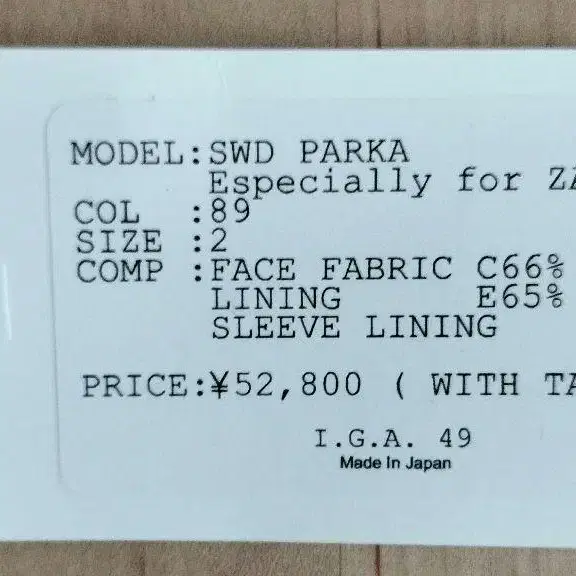 MODEL:SWD PARKA
Especially for ZA
COL :89
SIZE :2
COMP :FACE FABRIC C66%
LINING E65%
SLEEVE LINING
PRICE:¥52,800 ( WITH TA
I.G.A. 49
Made In Japan